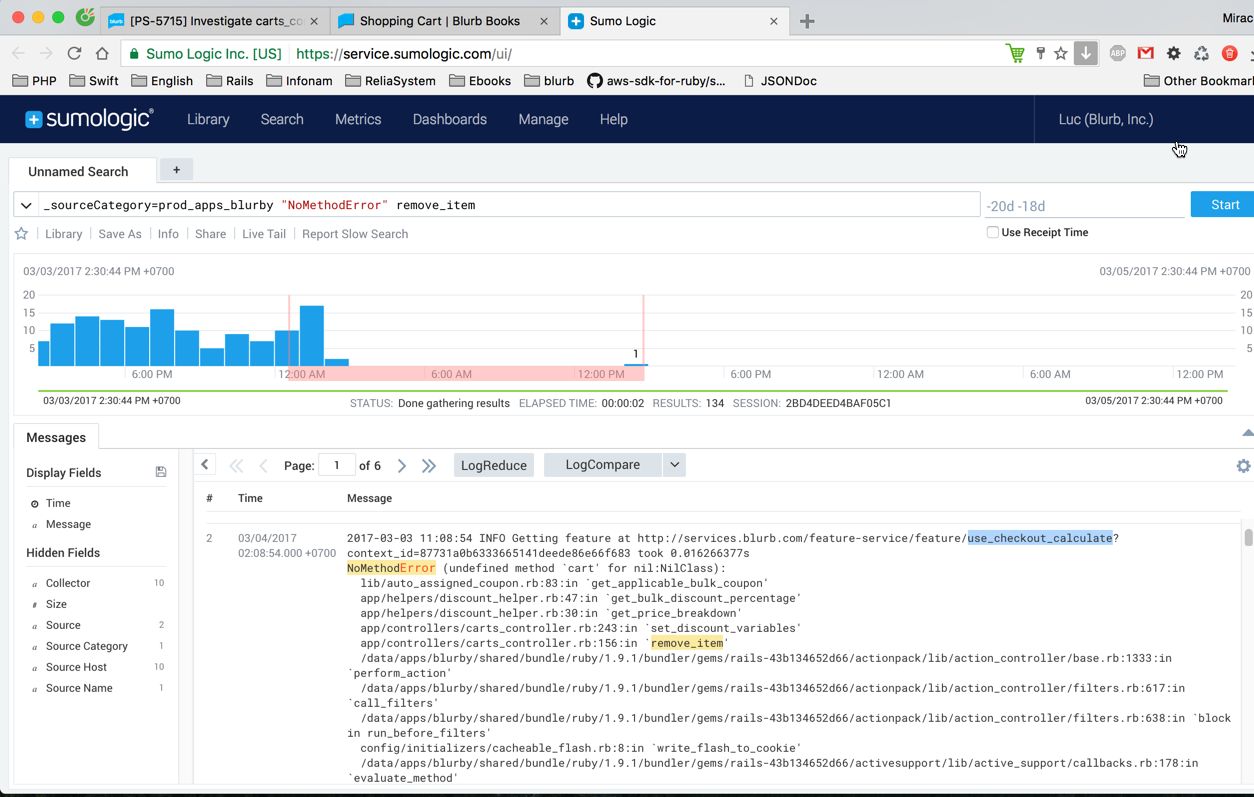 [PS-5715] Investigate carts_co
Shopping Cart | Blurb Books
Sumo Logic
Mirac
Sumo Logic Inc. [US] https://service.sumologic.com/ui/
ABP
PHP Swift English Rails Infonam ReliaSystem Ebooks blurb aws-sdk-for-ruby/s... JSONDoc Other Bookmar
sumologic® Library Search Metrics Dashboards Manage Help Luc (Blurb, Inc.)
Unnamed Search +
_sourceCategory=prod_apps_blurby "NoMethodError" remove_item -20d -18d Start
Library Save As Info Share Live Tail Report Slow Search Use Receipt Time
03/03/2017 2:30:44 PM +0700 03/05/2017 2:30:44 PM +0700
20 20
15 15
10 10
5 1 5
6:00 PM 12:00 AM 6:00 AM 12:00 PM 6:00 PM 12:00 AM 6:00 AM 12:00 PM
03/03/2017 2:30:44 PM +0700 STATUS: Done gathering results ELAPSED TIME: 00:00:02 RESULTS: 134 SESSION: 2BD4DEED4BAF05C1 03/05/2017 2:30:44 PM +0700
Messages
Display Fields
a Time
a Message
Hidden Fields
a Collector 10
# Size
a Source 2
a Source Category 1
a Source Host 10
a Source Name 1
Page: 1 of 6 LogReduce LogCompare
# Time Message
2 03/04/2017 02:08:54.000 +0700
2017-03-03 11:08:54 INFO Getting feature at http://services.blurb.com/feature-service/feature/use_checkout_calculate?
context_id=87731a0b6333665141deede86e66f683 took 0.016266377s
NoMethodError (undefined method `cart' for nil:NilClass):
lib/auto_assigned_coupon.rb:83:in `get_applicable_bulk_coupon'
app/helpers/discount_helper.rb:47:in `get_bulk_discount_percentage'
app/helpers/discount_helper.rb:30:in `get_price_breakdown'
app/controllers/carts_controller.rb:243:in `set_discount_variables'
app/controllers/carts_controller.rb:156:in `remove_item'
/data/apps/blurby/shared/bundle/ruby/1.9.1/bundler/gems/rails-43b134652d66/actionpack/lib/action_controller/base.rb:1333:in
`perform_action'
/data/apps/blurby/shared/bundle/ruby/1.9.1/bundler/gems/rails-43b134652d66/actionpack/lib/action_controller/filters.rb:617:in
`call_filters'
/data/apps/blurby/shared/bundle/ruby/1.9.1/bundler/gems/rails-43b134652d66/actionpack/lib/action_controller/filters.rb:638:in `block
in run_before_filters'
config/initializers/cacheable_flash.rb:8:in `write_flash_to_cookie'
/data/apps/blurby/shared/bundle/ruby/1.9.1/bundler/gems/rails-43b134652d66/activesupport/lib/active_support/callbacks.rb:178:in
`evaluate_method'